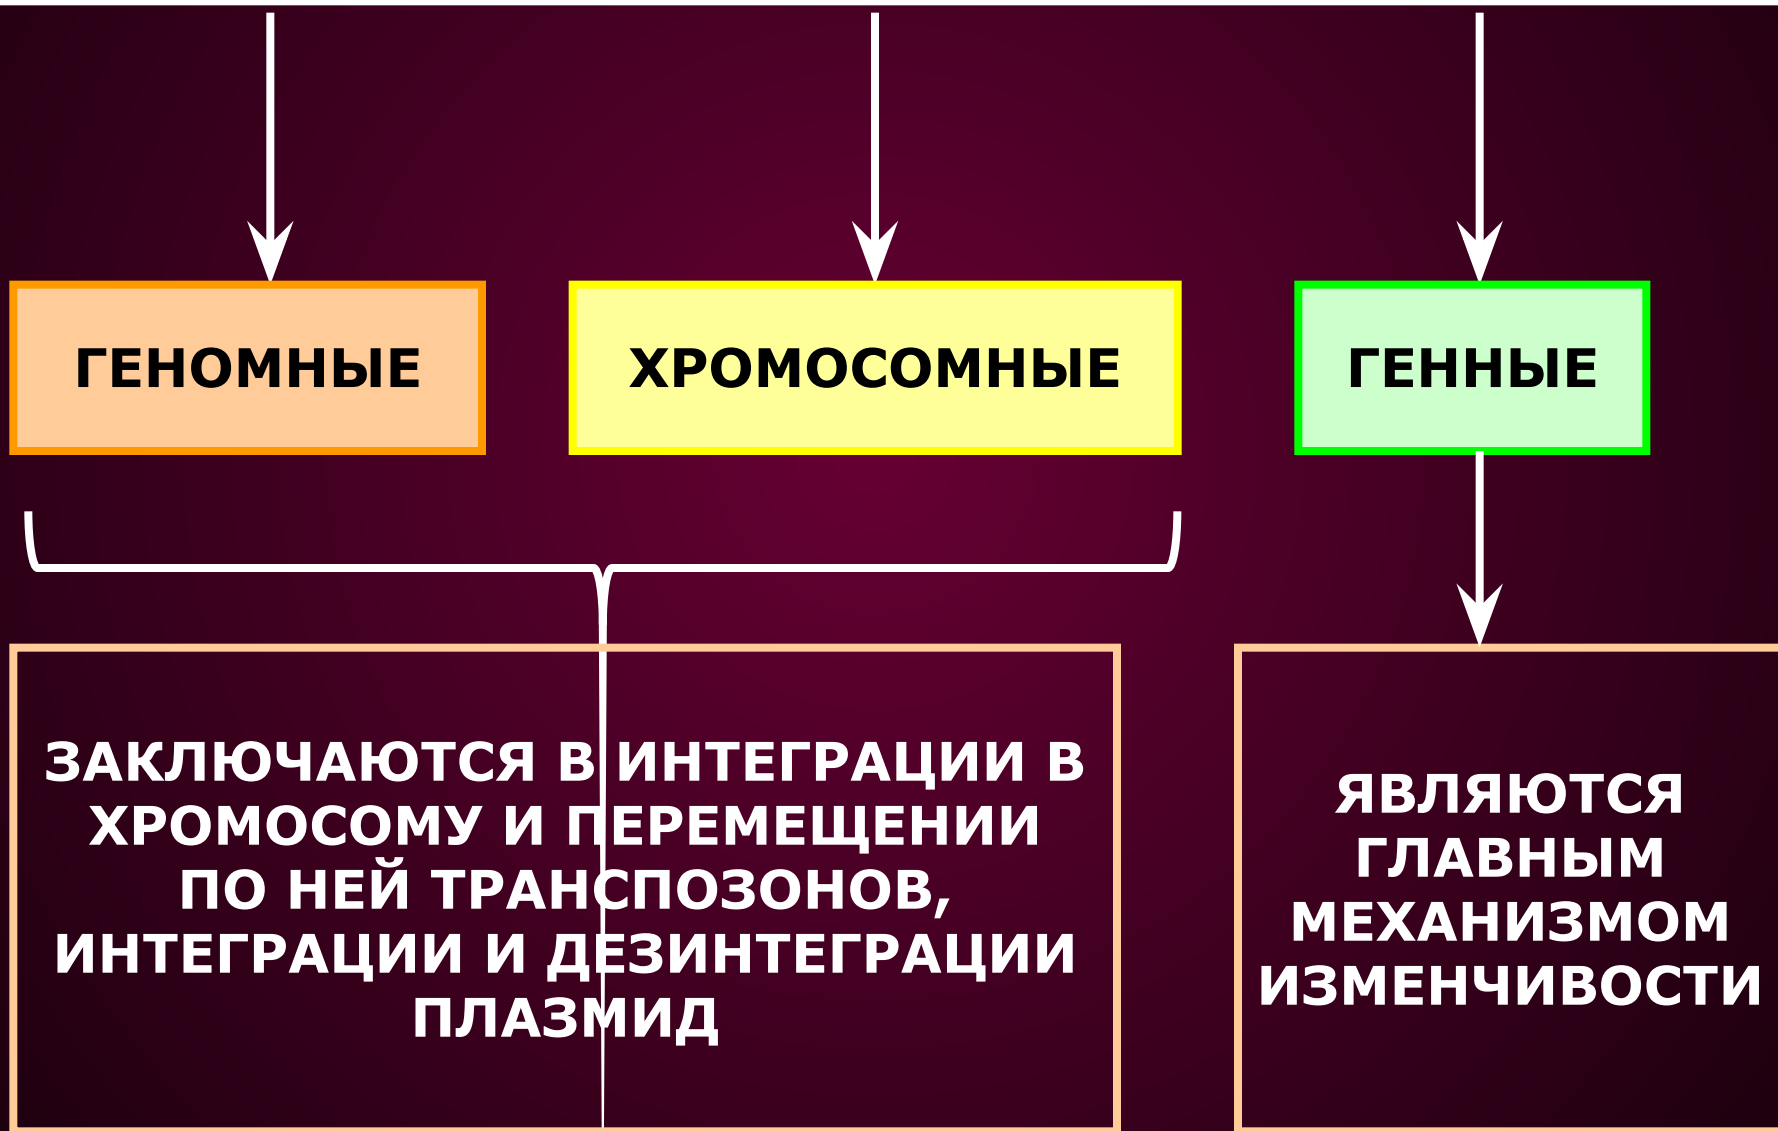 ГЕНОМНЫЕ
ХРОМОСОМНЫЕ
ГЕННЫЕ
ЗАКЛЮЧАЮТСЯ В ИНТЕГРАЦИИ В
ХРОМОСОМУ И ПЕРЕМЕЩЕНИИ
ПО НЕЙ ТРАНСПОЗОНОВ,
ИНТЕГРАЦИИ И ДЕЗИНТЕГРАЦИИ
ПЛАЗМИД
ЯВЛЯЮТСЯ
ГЛАВНЫМ
МЕХАНИЗМОМ
ИЗМЕНЧИВОСТИ